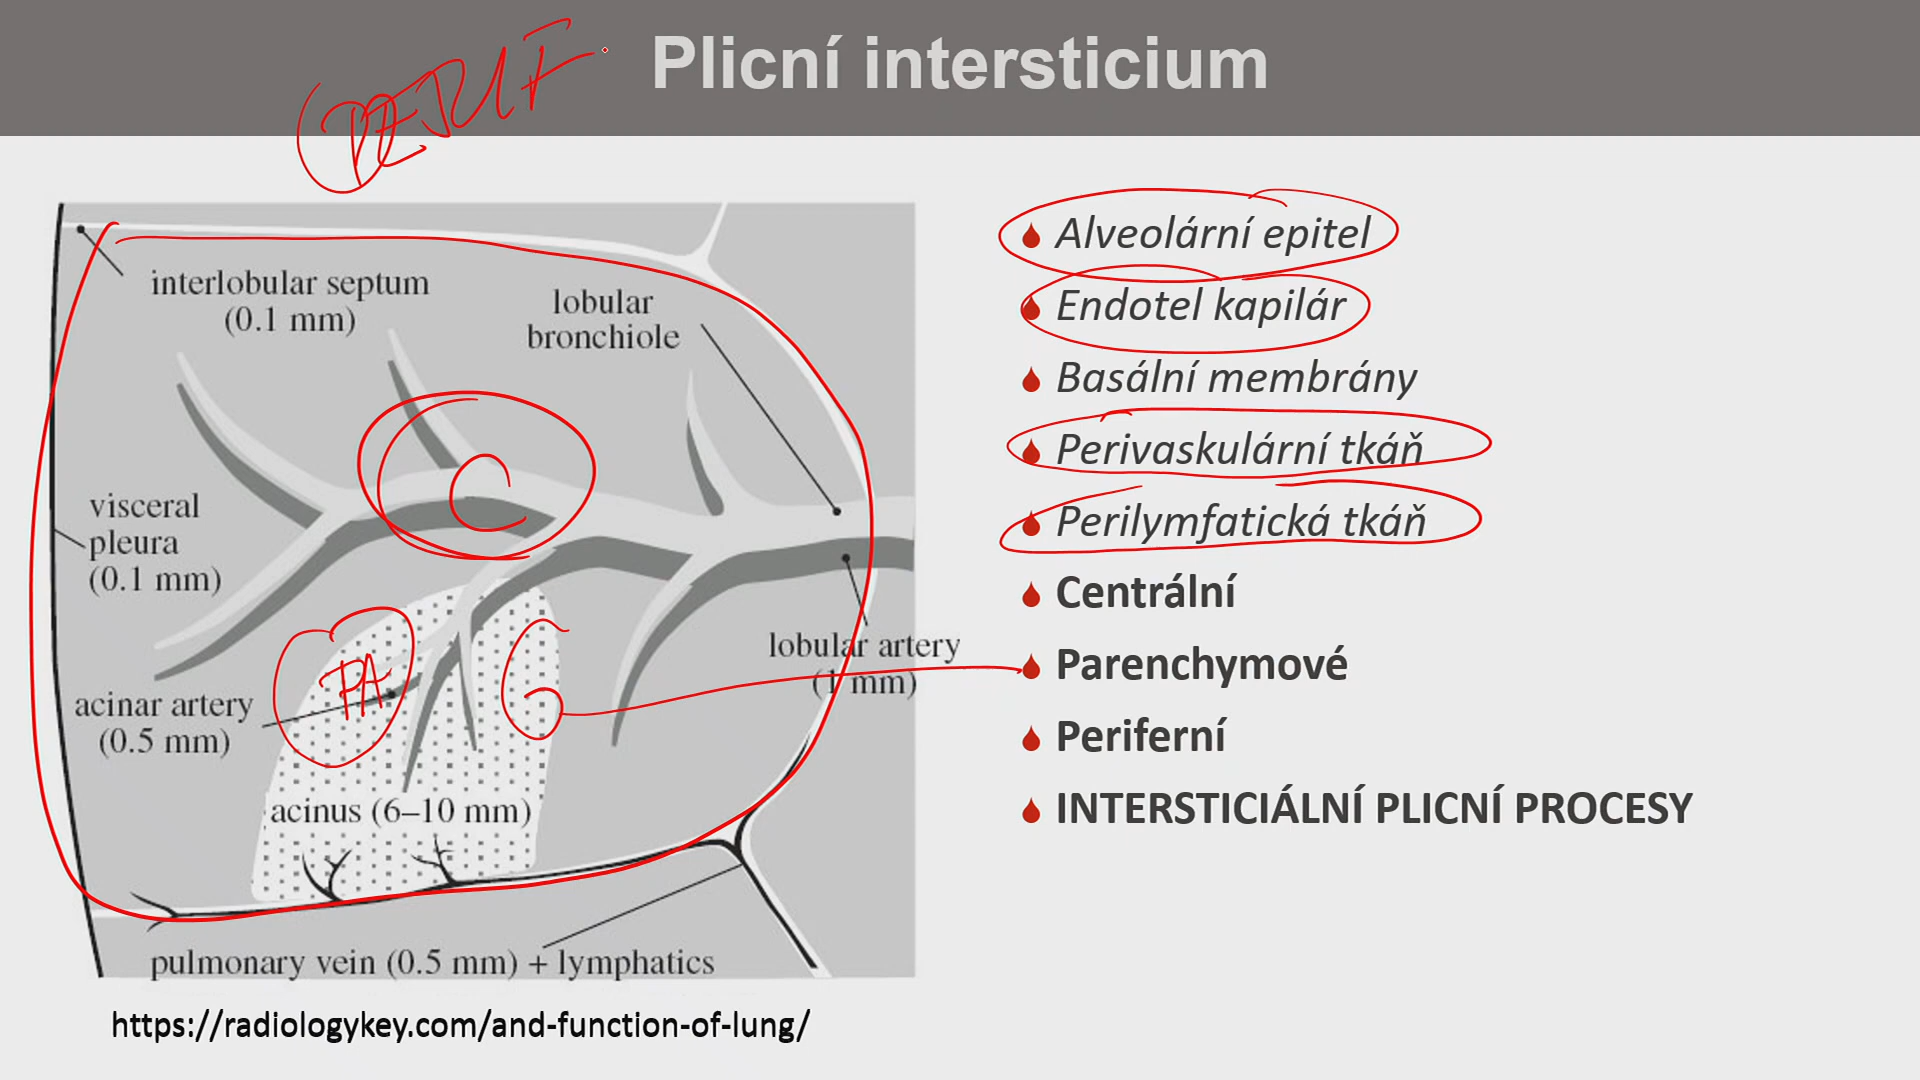 Plicní intersticium
interlobular septum
(0.1 mm)
lobular
bronchiole
visceral
pleura
(0.1 mm)
C
PA
acinar artery
(0.5 mm)
lobular artery
(1 mm)
acinus (6–10 mm)
pulmonary vein (0.5 mm) + lymphatics
https://radiologykey.com/and-function-of-lung/
Alveolární epitel
Endotel kapilár
Basální membrány
Perivaskulární tkáň
Perilymfatická tkáň
Centrální
Parenchymové
Periferní
INTERSTICIÁLNÍ PLICNÍ PROCESY